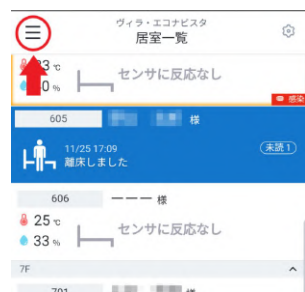 ヴィラ・エコナビスタ
居室一覧
℃
センサに反応なし
%
感染
605 様
11/25 17:09
未読 1
離床しました
606 ーーー 様
25 ℃
センサに反応なし
33 %
7F
701 様